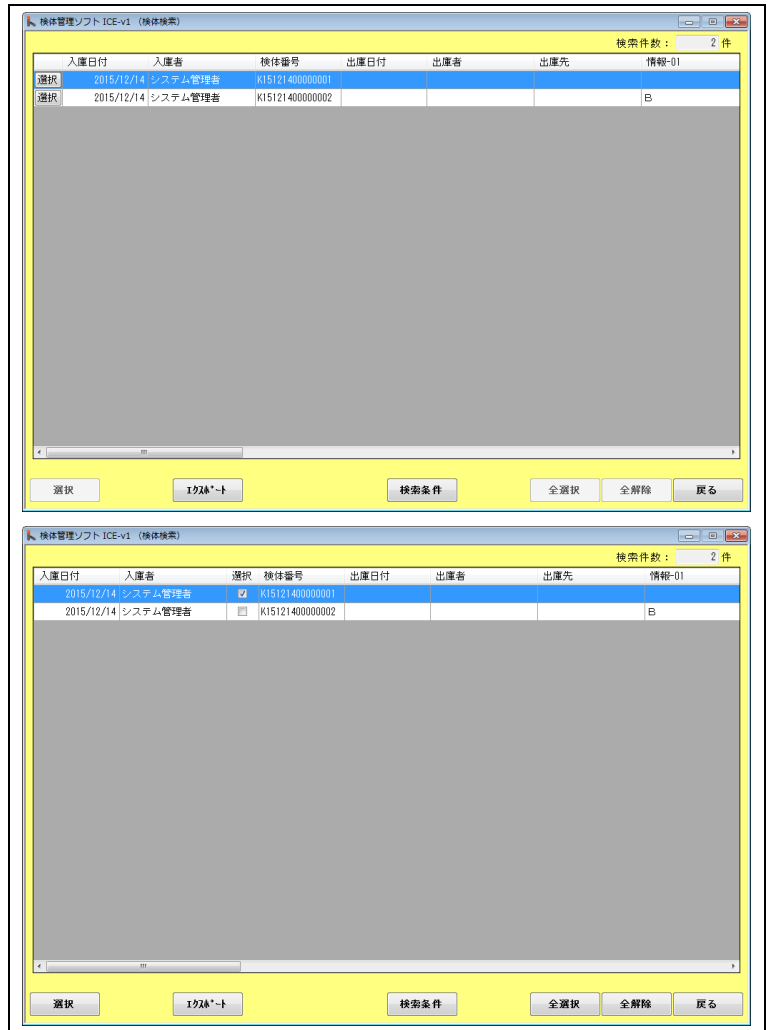 検体管理ソフト ICE-v1 （検体検索）
検索件数： 2 件
入庫日付 入庫者 検体番号 出庫日付 出庫者 出庫先 情報-01
選択 2015/12/14 システム管理者 K15121400000001
選択 2015/12/14 システム管理者 K15121400000002 B
選択 ｴｸｽﾎﾟｰﾄ 検索条件 全選択 全解除 戻る
検体管理ソフト ICE-v1 （検体検索）
検索件数： 2 件
入庫日付 入庫者 選択 検体番号 出庫日付 出庫者 出庫先 情報-01
2015/12/14 システム管理者 K15121400000001
2015/12/14 システム管理者 K15121400000002 B
選択 ｴｸｽﾎﾟｰﾄ 検索条件 全選択 全解除 戻る